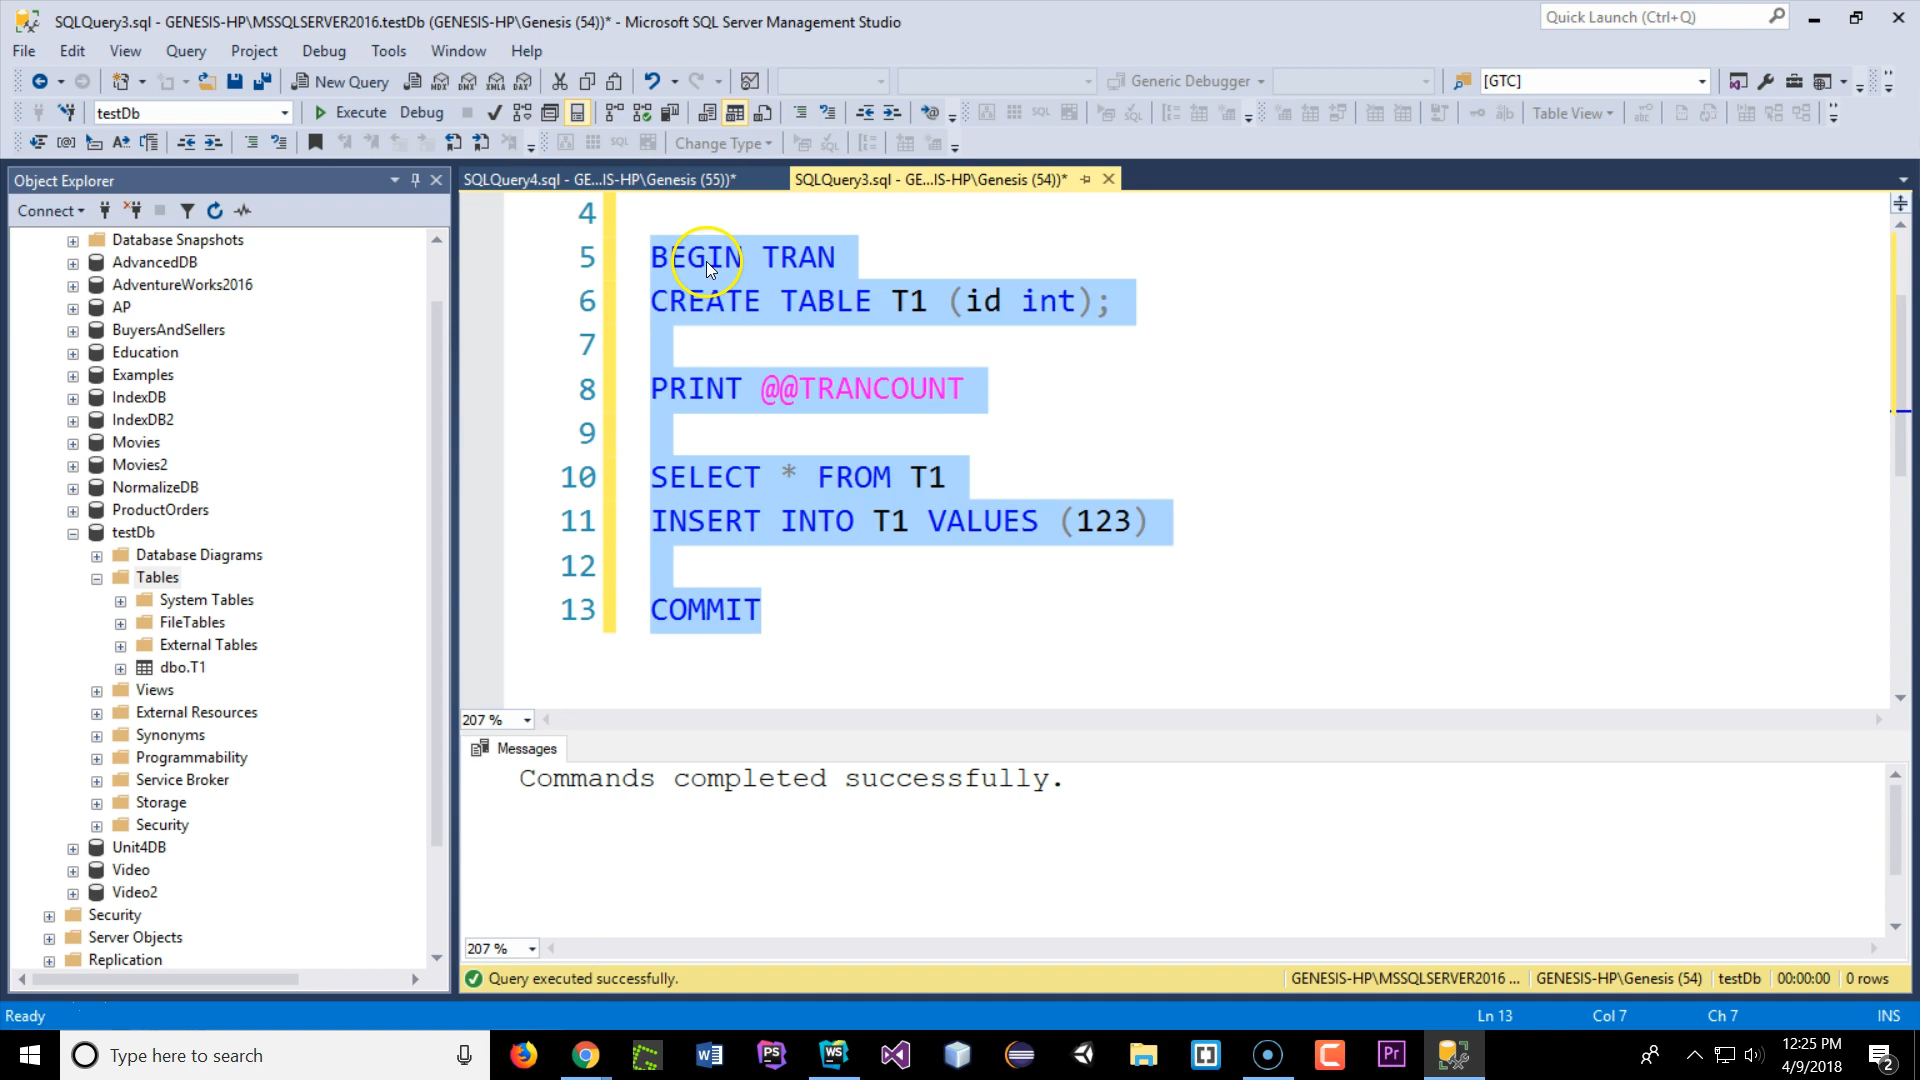 SQLQuery3.sql - GENESIS-HP\MSSQLSERVER2016.testDb (GENESIS-HP\Genesis (54))* - Microsoft SQL Server Management Studio
Quick Launch (Ctrl+Q)
File Edit View Query Project Debug Tools Window Help
New Query
MDX DMX XMLA DAX
Generic Debugger
[GTC]
testDb
Execute Debug
Table View
Change Type
Object Explorer
SQLQuery4.sql - GE...IS-HP\Genesis (55))*
SQLQuery3.sql - GE...IS-HP\Genesis (54))*
Connect
Database Snapshots
AdvancedDB
AdventureWorks2016
AP
BuyersAndSellers
Education
Examples
IndexDB
IndexDB2
Movies
Movies2
NormalizeDB
ProductOrders
testDb
Database Diagrams
Tables
System Tables
FileTables
External Tables
dbo.T1
Views
External Resources
Synonyms
Programmability
Service Broker
Storage
Security
Unit4DB
Video
Video2
Security
Server Objects
Replication
4
5 BEGIN TRAN
6 CREATE TABLE T1 (id int);
7
8 PRINT @@TRANCOUNT
9
10 SELECT * FROM T1
11 INSERT INTO T1 VALUES (123)
12
13 COMMIT
207 %
Messages
Commands completed successfully.
207 %
Query executed successfully.
GENESIS-HP\MSSQLSERVER2016 ... GENESIS-HP\Genesis (54) testDb 00:00:00 0 rows
Ready
Ln 13 Col 7 Ch 7 INS
Type here to search
PS
WS
Pr
12:25 PM
4/9/2018
2